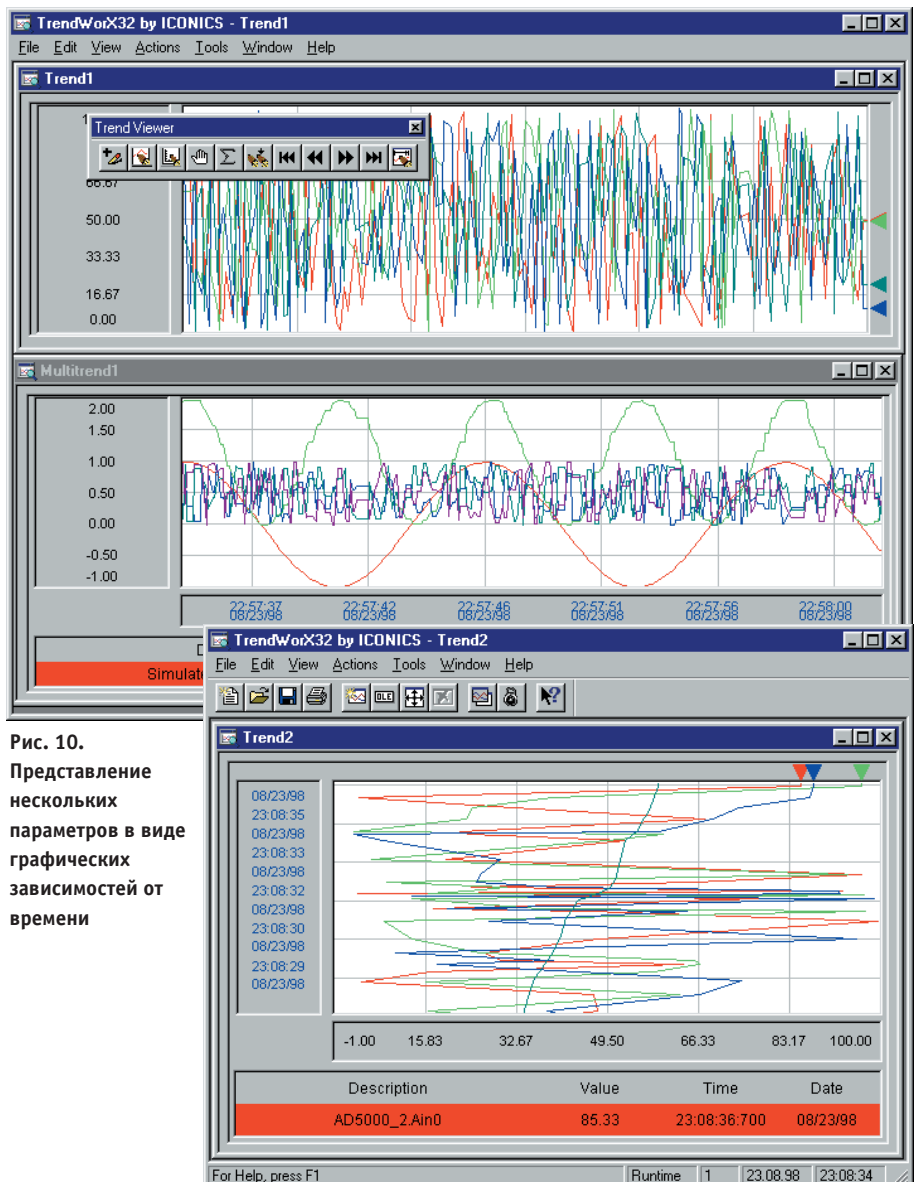 TrendWorX32 by ICONICS - Trend1
File Edit View Actions Tools Window Help
Trend1
Trend Viewer
66.67
50.00
33.33
16.67
0.00
Multitrend1
2.00
1.50
1.00
0.50
0.00
-0.50
-1.00
22:57:37 22:57:42 22:57:46 22:57:51 22:57:56 22:58:00
08/23/98 08/23/98 08/23/98 08/23/98 08/23/98 08/23/98
Рис. 10.
Представление
нескольких
параметров в виде
графических
зависимостей от
времени
TrendWorX32 by ICONICS - Trend2
File Edit View Actions Tools Window Help
OLE
Trend2
08/23/98
23:08:35
08/23/98
23:08:33
08/23/98
23:08:32
08/23/98
23:08:30
08/23/98
23:08:29
08/23/98
-1.00 15.83 32.67 49.50 66.33 83.17 100.00
Description Value Time Date
AD5000_2.Ain0 85.33 23:08:36:700 08/23/98
For Help, press F1 Runtime 1 23.08.98 23:08:34